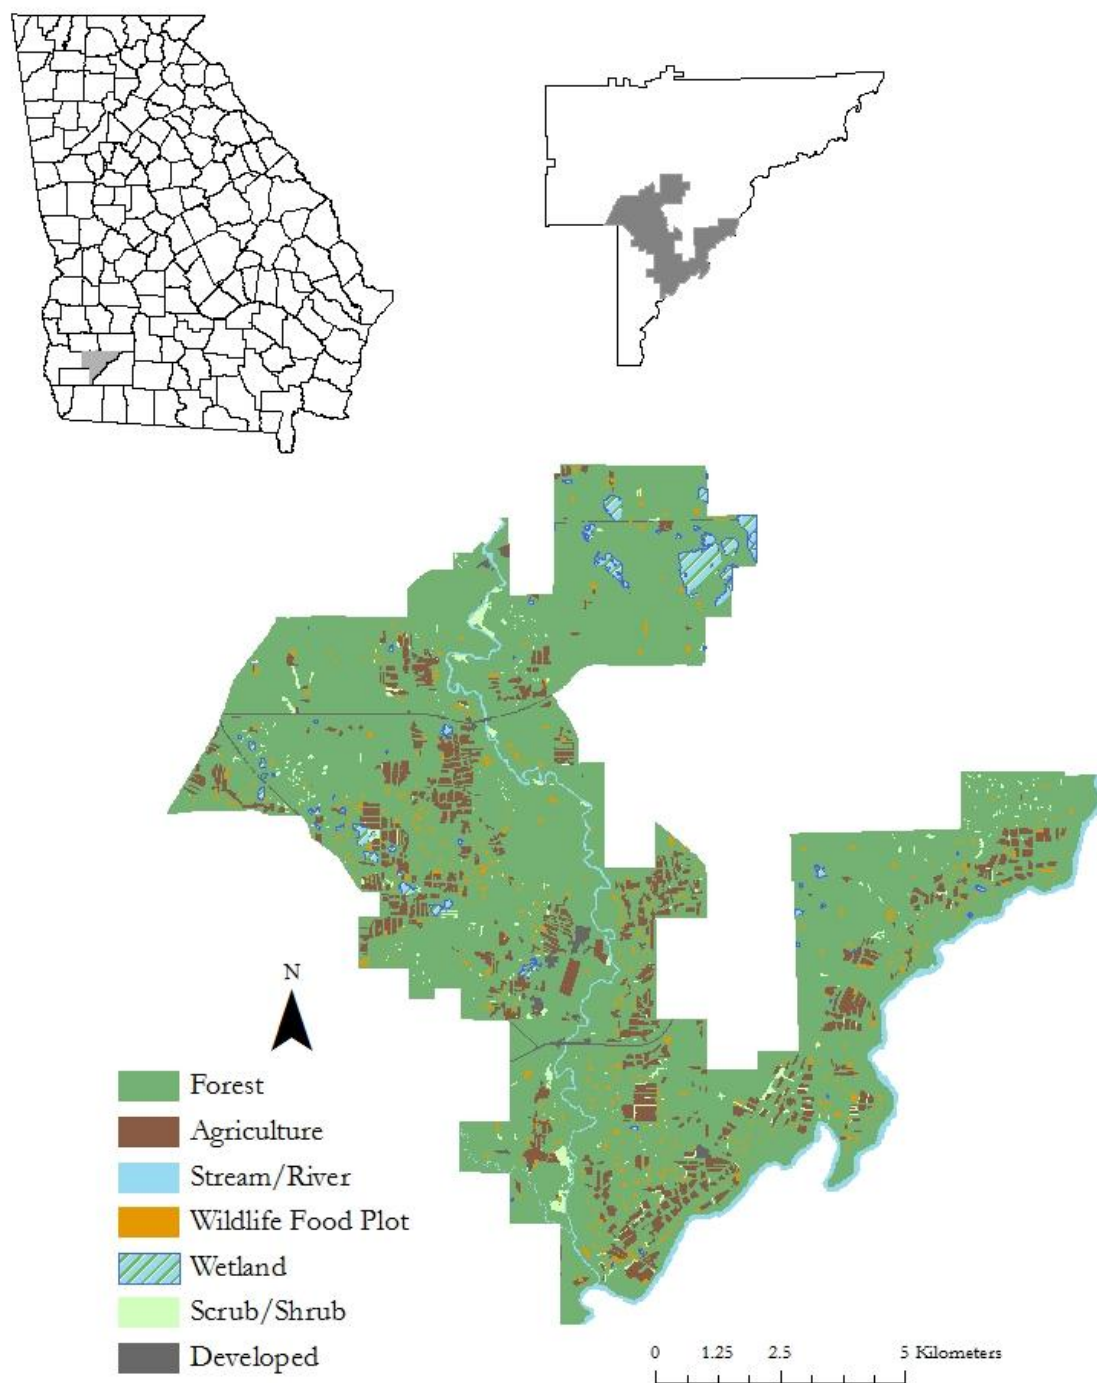 N
Forest
Agriculture
Stream/River
Wildlife Food Plot
Wetland
Scrub/Shrub
Developed
0 1.25 2.5 5 Kilometers